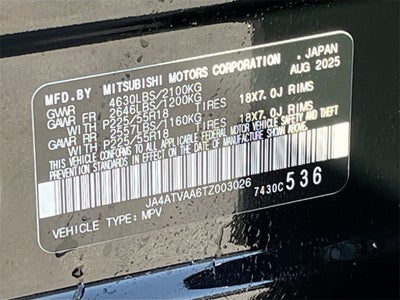 MFD.BY MITSUBISHI MOTORS CORPORATION , JAPAN
GVWR 4630LBS/2100KG AUG 2025
GAWR FR 2646LBS/1200KG
P225/55R18 TIRES 18X7.0J RIMS
GAWR RR 2557LBS/1160KG
P225/55R18 TIRES 18X7.0J RIMS
THIS VEHICLE CONFORMS TO ALL APPLICABLE FEDERAL MOTOR VEHICLE SAFETY, BUMPER
AND THEFT PREVENTION STANDARDS IN EFFECT ON THE DATE OF MANUFACTURE SHOWN ABOVE.
JA4ATVAA6TZ003026
7430C 536
VEHICLE TYPE: MPV